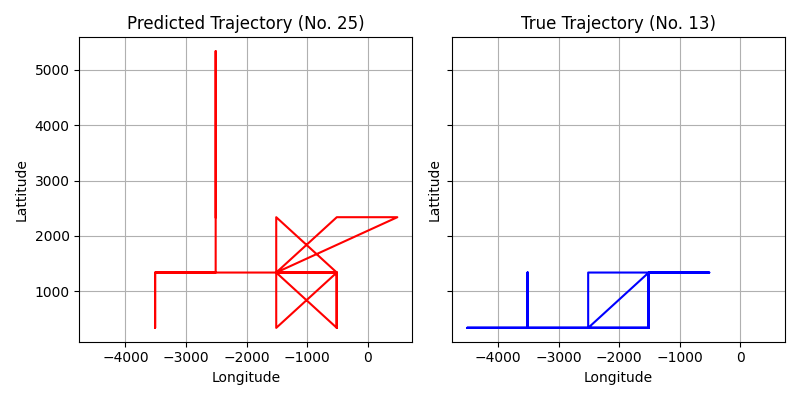 Predicted Trajectory (No. 25)
True Trajectory (No. 13)
Lattitude
5000
4000
3000
2000
1000
−4000 −3000 −2000 −1000 0
Longitude
Lattitude
−4000 −3000 −2000 −1000 0
Longitude